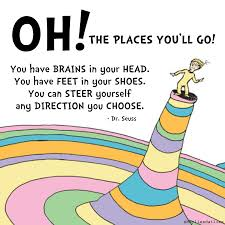 OH! THE PLACES YOU'LL GO!
You have BRAINS in your HEAD.
You have FEET in your SHOES.
You can STEER yourself
any DIRECTION you CHOOSE.
- Dr. Seuss